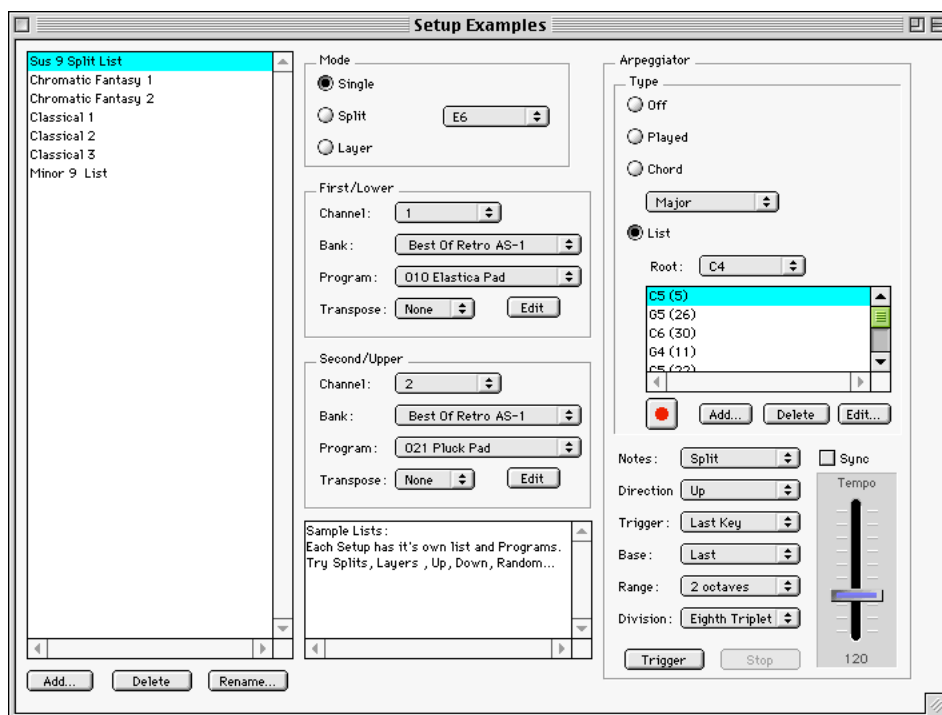 Setup Examples
Sus 9 Split List
Chromatic Fantasy 1
Chromatic Fantasy 2
Classical 1
Classical 2
Classical 3
Minor 9 List
Add...
Delete
Rename...
Mode
Single
Split
E6
Layer
First/Lower
Channel:
1
Bank:
Best Of Retro AS-1
Program:
010 Elastica Pad
Transpose:
None
Edit
Second/Upper
Channel:
2
Bank:
Best Of Retro AS-1
Program:
021 Pluck Pad
Transpose:
None
Edit
Sample Lists:
Each Setup has it's own list and Programs.
Try Splits, Layers , Up, Down, Random...
Arpeggiator
Type
Off
Played
Chord
Major
List
Root:
C4
C5 (5)
G5 (26)
C6 (30)
G4 (11)
C5 (22)
Add...
Delete
Edit...
Notes:
Split
Sync
Direction
Up
Tempo
Trigger:
Last Key
Base:
Last
Range:
2 octaves
Division:
Eighth Triplet
Trigger
Stop
120